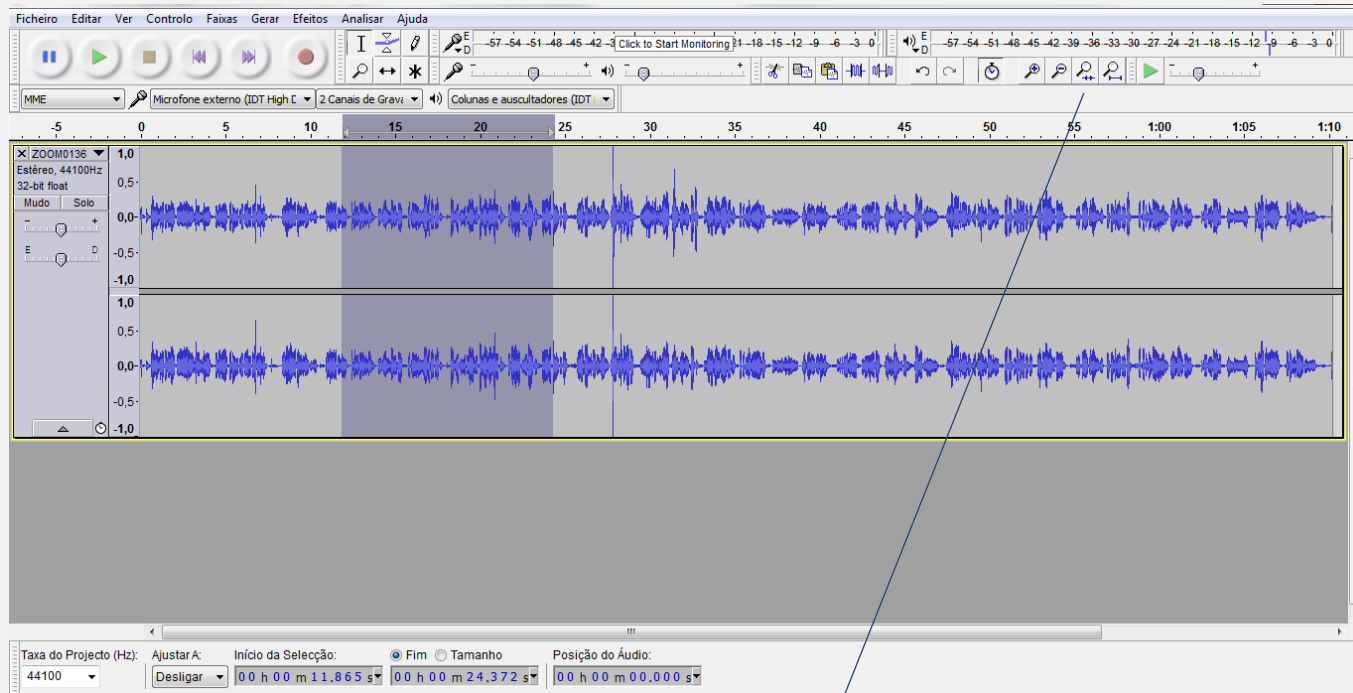 Ficheiro Editar Ver Controlo Faixas Gerar Efeitos Analisar Ajuda
E D -57 -54 -51 -48 -45 -42 -3 Click to Start Monitoring 21 -18 -15 -12 -9 -6 -3 0 E D -57 -54 -51 -48 -45 -42 -39 -36 -33 -30 -27 -24 -21 -18 -15 -12 -9 -6 -3 0
- + - + - +
MME Microfone externo (IDT High 2 Canais de Grava Colunas e auscultadores (IDT
-5 0 5 10 15 20 25 30 35 40 45 50 55 1:00 1:05 1:10
X ZOOM0136 1,0
Estéreo, 44100Hz
32-bit float 0,5
Mudo Solo
- + 0,0
E D -0,5
-1,0
1,0
0,5
0,0
-0,5
-1,0
Taxa do Projecto (Hz): Ajustar A: Início da Selecção: Fim Tamanho Posição do Áudio:
44100 Desligar 00 h 00 m 11.865 s 00 h 00 m 24.372 s 00 h 00 m 00.000 s